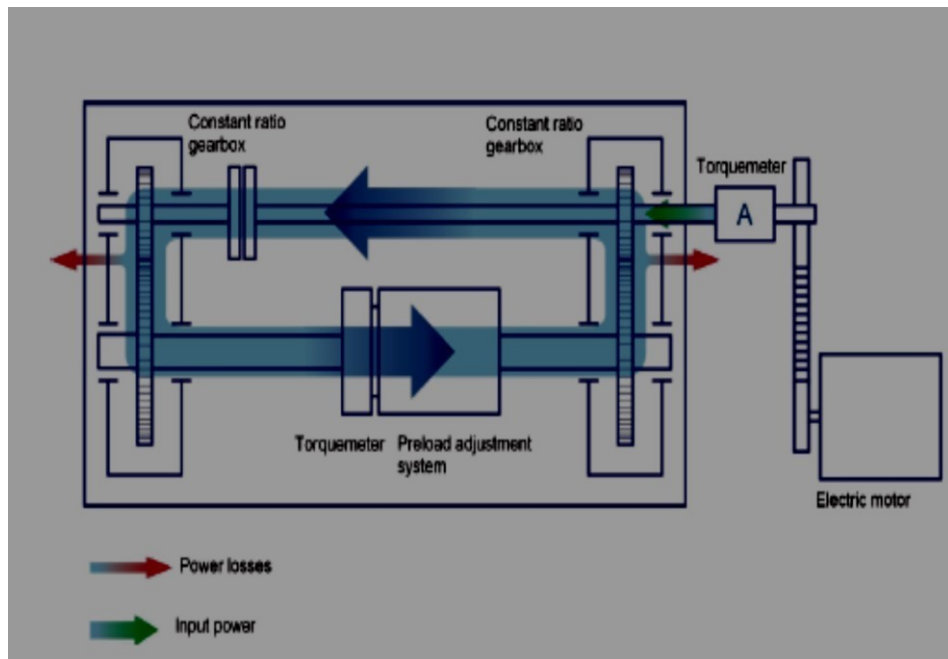 Constant ratio
gearbox
Constant ratio
gearbox
Torquemeter
A
Torquemeter
Preload adjustment
system
Electric motor
Power losses
Input power